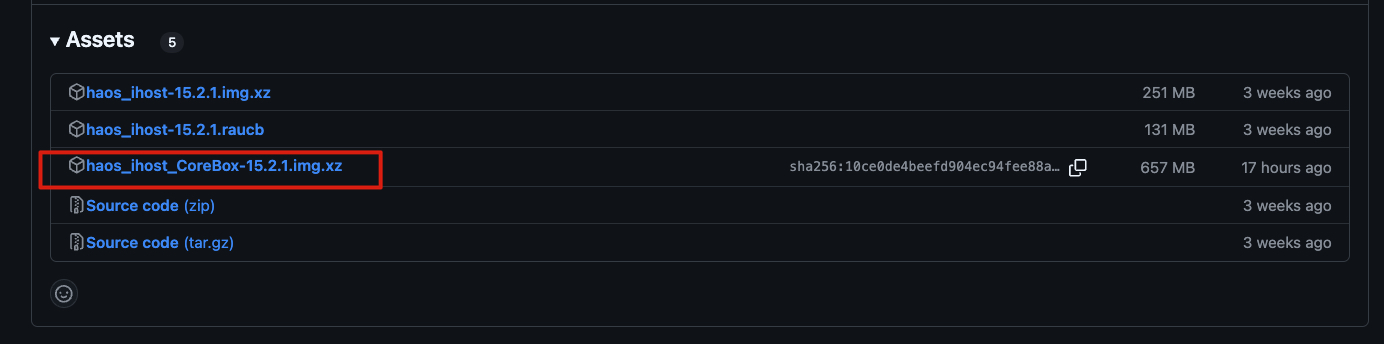 Assets 5
haos_ihost-15.2.1.img.xz 251 MB 3 weeks ago
haos_ihost-15.2.1.raucb 131 MB 3 weeks ago
haos_ihost_CoreBox-15.2.1.img.xz sha256:10ce0de4beefd904ec94fee88a… 657 MB 17 hours ago
Source code (zip) 3 weeks ago
Source code (tar.gz) 3 weeks ago